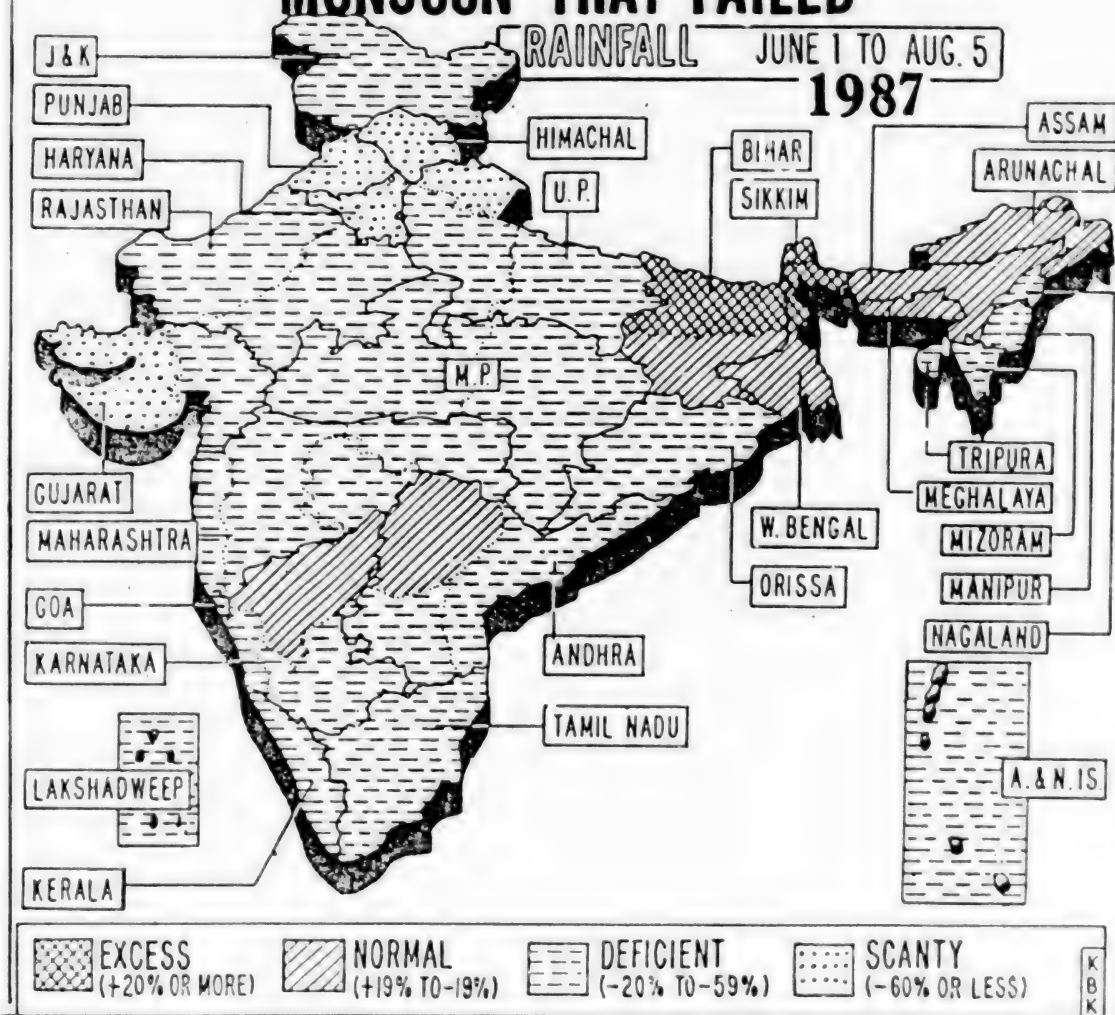 MONSOON THAT FAILED
RAINFALL JUNE 1 TO AUG. 5
1987
J&K
PUNJAB
HARYANA
RAJASTHAN
HIMACHAL
U.P.
BIHAR
SIKKIM
ASSAM
ARUNACHAL
M.P.
GUJARAT
MAHARASHTRA
GOA
KARNATAKA
LAKSHADWEEP
KERALA
TRIPURA
MEGHALAYA
W. BENGAL
MIZORAM
ORISSA
MANIPUR
NAGALAND
ANDHRA
TAMIL NADU
A. & N. IS.
EXCESS
(+20% OR MORE)
NORMAL
(+19% TO -19%)
DEFICIENT
(-20% TO -59%)
SCANTY
(-60% OR LESS)
K
B
K